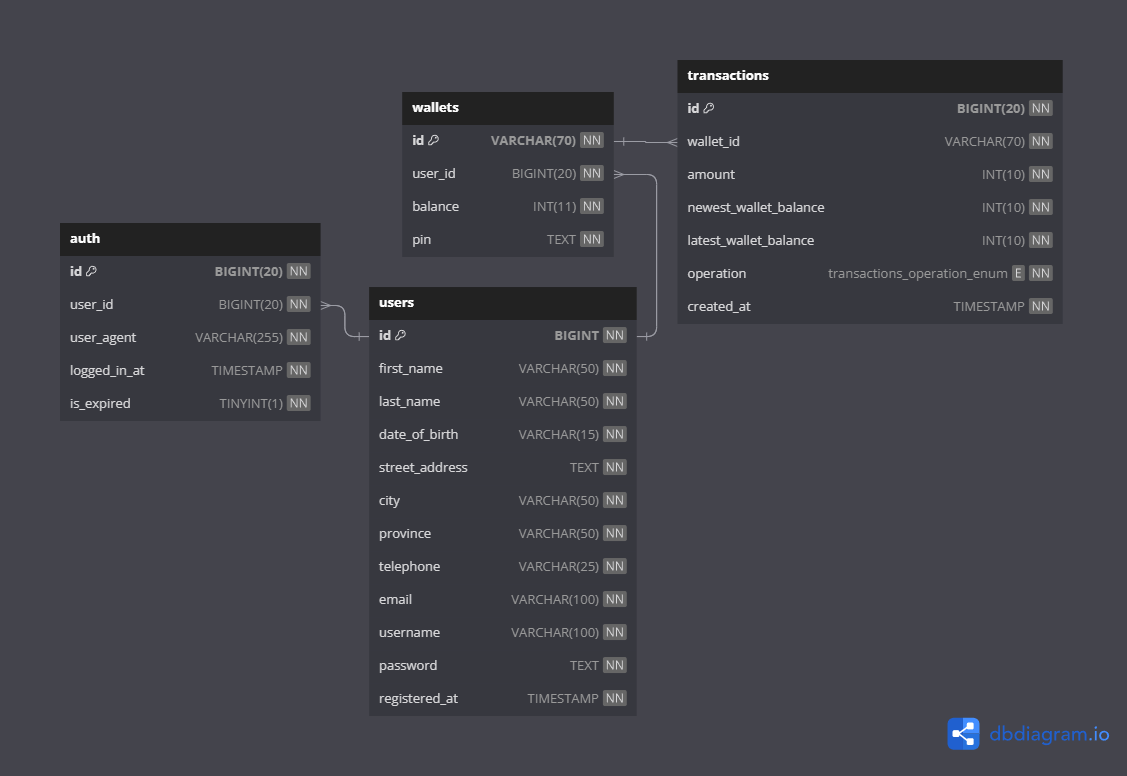 transactions
id BIGINT(20) NN
wallet_id VARCHAR(70) NN
amount INT(10) NN
newest_wallet_balance INT(10) NN
latest_wallet_balance INT(10) NN
operation transactions_operation_enum E NN
created_at TIMESTAMP NN
wallets
id VARCHAR(70) NN
user_id BIGINT(20) NN
balance INT(11) NN
pin TEXT NN
auth
id BIGINT(20) NN
user_id BIGINT(20) NN
user_agent VARCHAR(255) NN
logged_in_at TIMESTAMP NN
is_expired TINYINT(1) NN
users
id BIGINT NN
first_name VARCHAR(50) NN
last_name VARCHAR(50) NN
date_of_birth VARCHAR(15) NN
street_address TEXT NN
city VARCHAR(50) NN
province VARCHAR(50) NN
telephone VARCHAR(25) NN
email VARCHAR(100) NN
username VARCHAR(100) NN
password TEXT NN
registered_at TIMESTAMP NN
dbdiagram.io